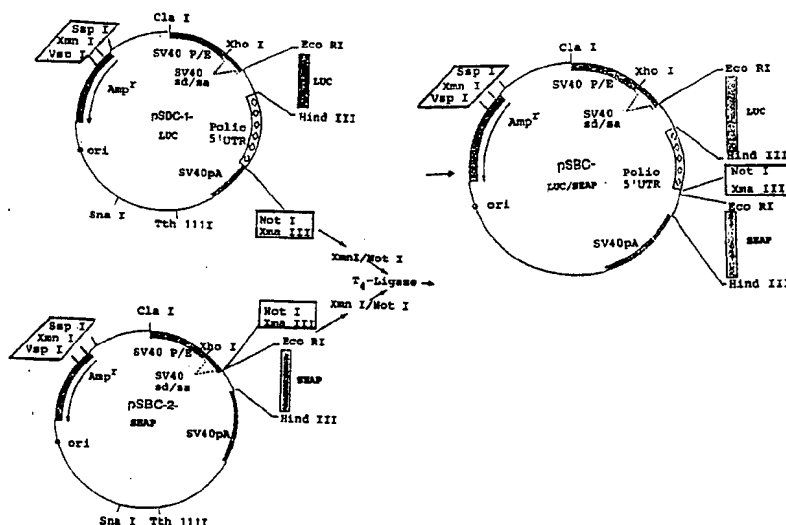 Ssp I
Xmn I
Vsp I
Cla I
SV40 P/E
Xho I
SV40
sd/sa
Eco RI
LUC
Hind III
Amp r
pSDC-1-
LUC
Polio
5'UTR
ori
SV40pA
Sna I
Tth 111I
Not I
Xma III
XmnI/Not I
T4-Ligase
Xmn I/Not I
Ssp I
Xmn I
Vsp I
Cla I
SV40 P/E
Xho I
SV40
sd/sa
Not I
Xma III
Eco RI
SEAP
Hind III
Amp r
pSBC-2-
SEAP
ori
SV40pA
Sna I
Tth 111I
Ssp I
Xmn I
Vsp I
Cla I
SV40 P/E
Xho I
SV40
sd/sa
Eco RI
LUC
Hind III
Amp r
pSBC-
LUC/SEAP
Polio
5'UTR
Not I
Xma III
Eco RI
SEAP
Hind III
ori
SV40pA